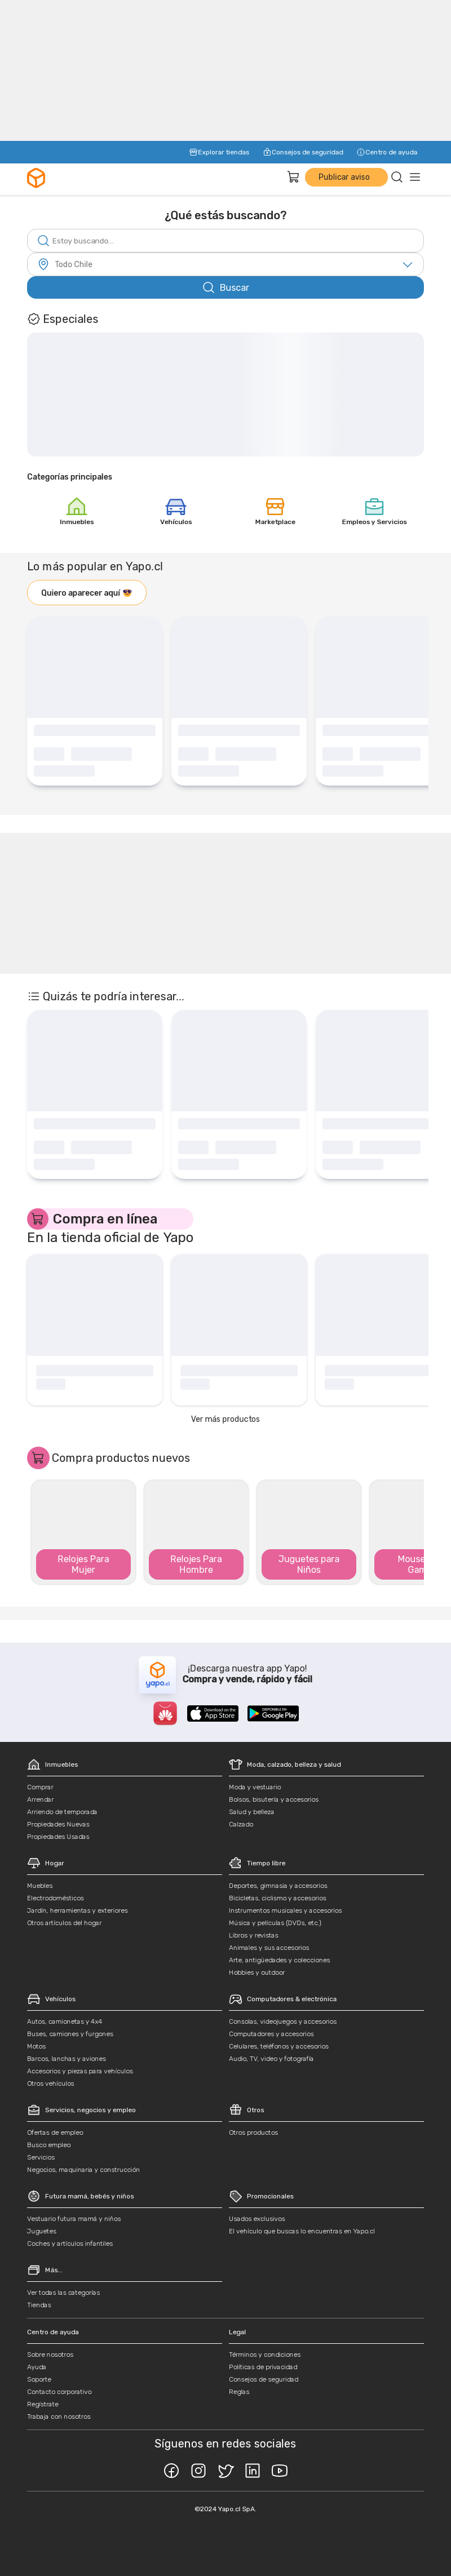 Explorar tiendas
Consejos de seguridad
Centro de ayuda
Publicar aviso
¿Qué estás buscando?
Estoy buscando...
Todo Chile
Buscar
Especiales
Categorías principales
Inmuebles
Vehículos
Marketplace
Empleos y Servicios
Lo más popular en Yapo.cl
Quiero aparecer aquí 😎
Quizás te podría interesar...
Compra en línea
En la tienda oficial de Yapo
Ver más productos
Compra productos nuevos
Relojes Para
Mujer
Relojes Para
Hombre
Juguetes para
Niños
¡Descarga nuestra app Yapo!
Compra y vende, rápido y fácil
yapo.cl
HUAWEI
Download on the
App Store
DISPONIBLE EN
Google Play
Inmuebles
Comprar
Arrendar
Arriendo de temporada
Propiedades Nuevas
Propiedades Usadas
Moda, calzado, belleza y salud
Moda y vestuario
Bolsos, bisutería y accesorios
Salud y belleza
Calzado
Hogar
Muebles
Electrodomésticos
Jardín, herramientas y exteriores
Otros artículos del hogar
Tiempo libre
Deportes, gimnasia y accesorios
Bicicletas, ciclismo y accesorios
Instrumentos musicales y accesorios
Música y películas (DVDs, etc.)
Libros y revistas
Animales y sus accesorios
Arte, antigüedades y colecciones
Hobbies y outdoor
Vehículos
Autos, camionetas y 4x4
Buses, camiones y furgones
Motos
Barcos, lanchas y aviones
Accesorios y piezas para vehículos
Otros vehículos
Computadores & electrónica
Consolas, videojuegos y accesorios
Computadores y accesorios
Celulares, teléfonos y accesorios
Audio, TV, video y fotografía
Servicios, negocios y empleo
Ofertas de empleo
Busco empleo
Servicios
Negocios, maquinaria y construcción
Otros
Otros productos
Futura mamá, bebés y niños
Vestuario futura mamá y niños
Juguetes
Coches y artículos infantiles
Promocionales
Usados exclusivos
El vehículo que buscas lo encuentras en Yapo.cl
Más...
Ver todas las categorías
Tiendas
Centro de ayuda
Sobre nosotros
Ayuda
Soporte
Contacto corporativo
Regístrate
Trabaja con nosotros
Legal
Términos y condiciones
Políticas de privacidad
Consejos de seguridad
Reglas
Síguenos en redes sociales
©2024 Yapo.cl SpA.